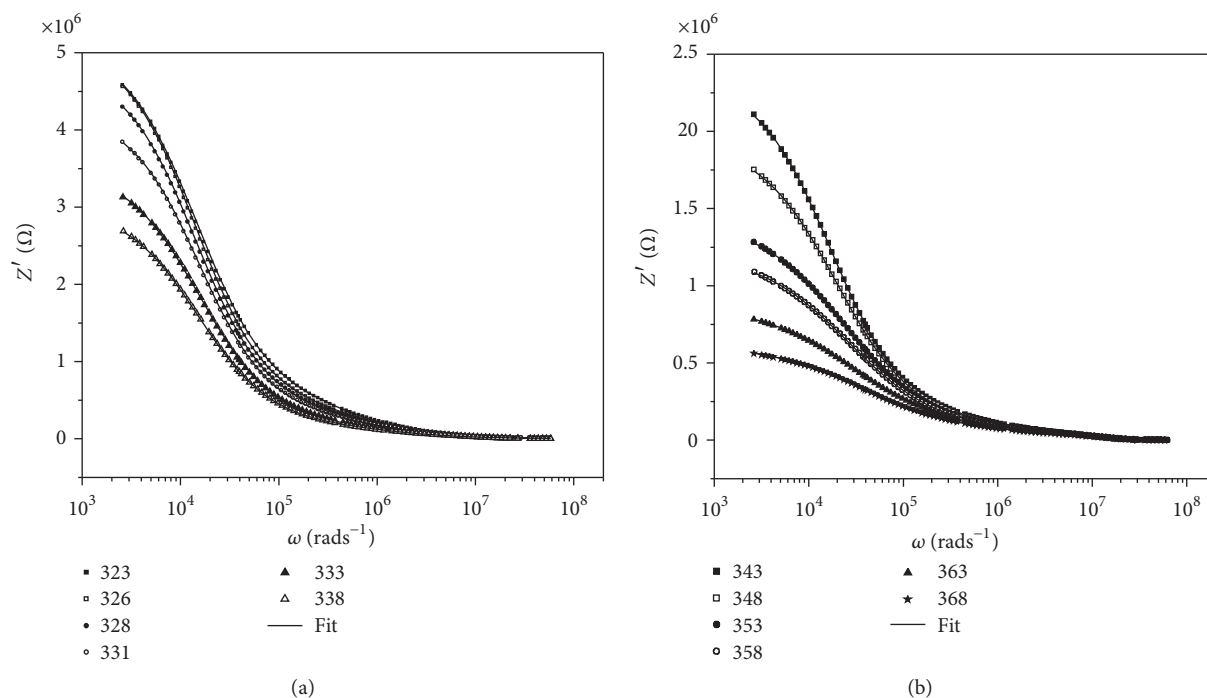 ×10⁶
5
4
3
2
1
0
Z′ (Ω)
10³ 10⁴ 10⁵ 10⁶ 10⁷ 10⁸
ω (rads⁻¹)
323
326
328
331
333
338
Fit
(a)
×10⁶
2.5
20
1.5
1
0.5
0
Z′ (Ω)
10³ 10⁴ 10⁵ 10⁶ 10⁷ 10⁸
ω (rads⁻¹)
343
348
353
358
363
368
Fit
(b)